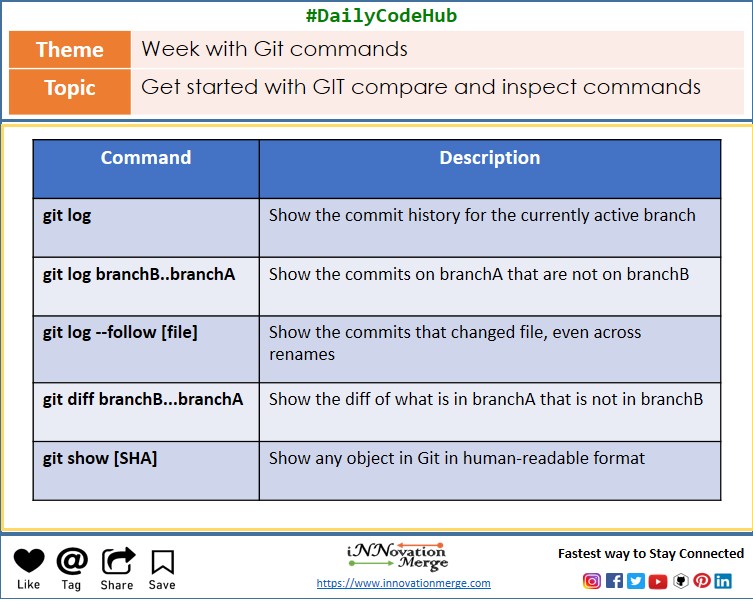 #DailyCodeHub
Theme
Week with Git commands
Topic
Get started with GIT compare and inspect commands
Command
Description
git log
Show the commit history for the currently active branch
git log branchB..branchA
Show the commits on branchA that are not on branchB
git log --follow [file]
Show the commits that changed file, even across
renames
git diff branchB...branchA
Show the diff of what is in branchA that is not in branchB
git show [SHA]
Show any object in Git in human-readable format
Like
Tag
Share
Save
iNNovation
Merge
https://www.innovationmerge.com
Fastest way to Stay Connected